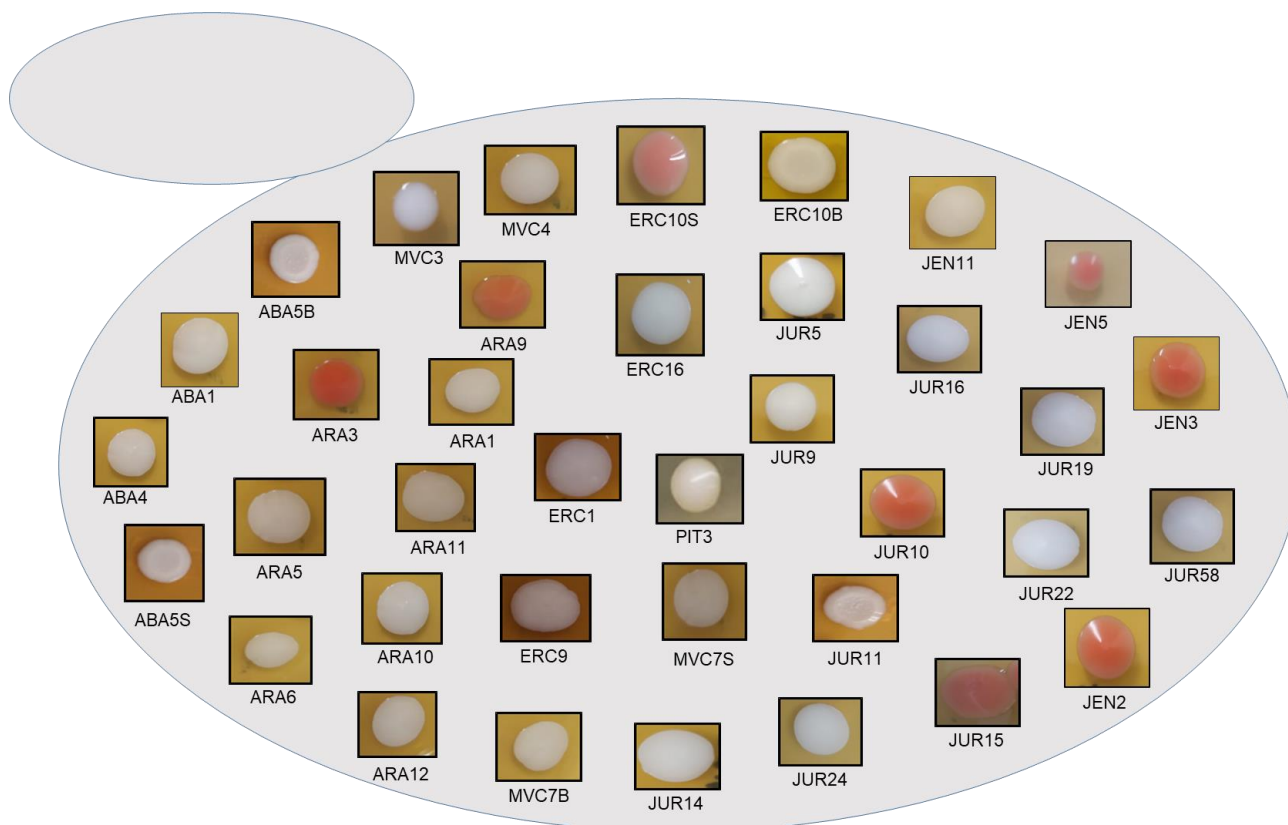 MVC4
ERC10S
ERC10B
MVC3
JEN11
ABA5B
JEN5
ARA9
JUR5
ERC16
JUR16
ABA1
ARA3
ARA1
JEN3
JUR9
JUR19
ABA4
ERC1
PIT3
ARA11
JUR10
ARA5
JUR22
JUR58
ABA5S
ARA10
ERC9
MVC7S
JUR11
ARA6
JEN2
JUR15
ARA12
JUR24
MVC7B
JUR14